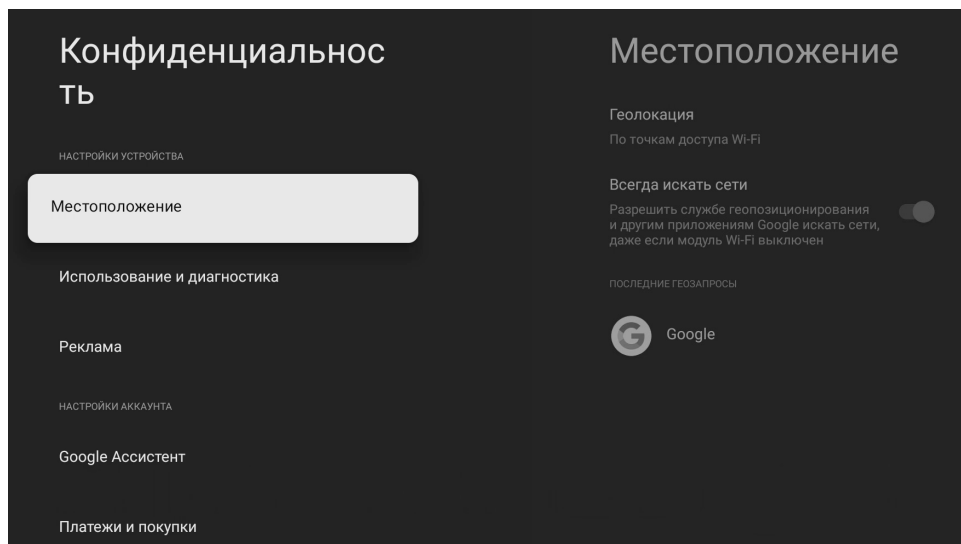 Конфиденциальнос
ть
НАСТРОЙКИ УСТРОЙСТВА
Местоположение
Использование и диагностика
Реклама
НАСТРОЙКИ АККАУНТА
Google Ассистент
Платежи и покупки
Местоположение
Геолокация
По точкам доступа Wi-Fi
Всегда искать сети
Разрешить службе геопозиционирования
и другим приложениям Google искать сети,
даже если модуль Wi-Fi выключен
ПОСЛЕДНИЕ ГЕОЗАПРОСЫ
Google